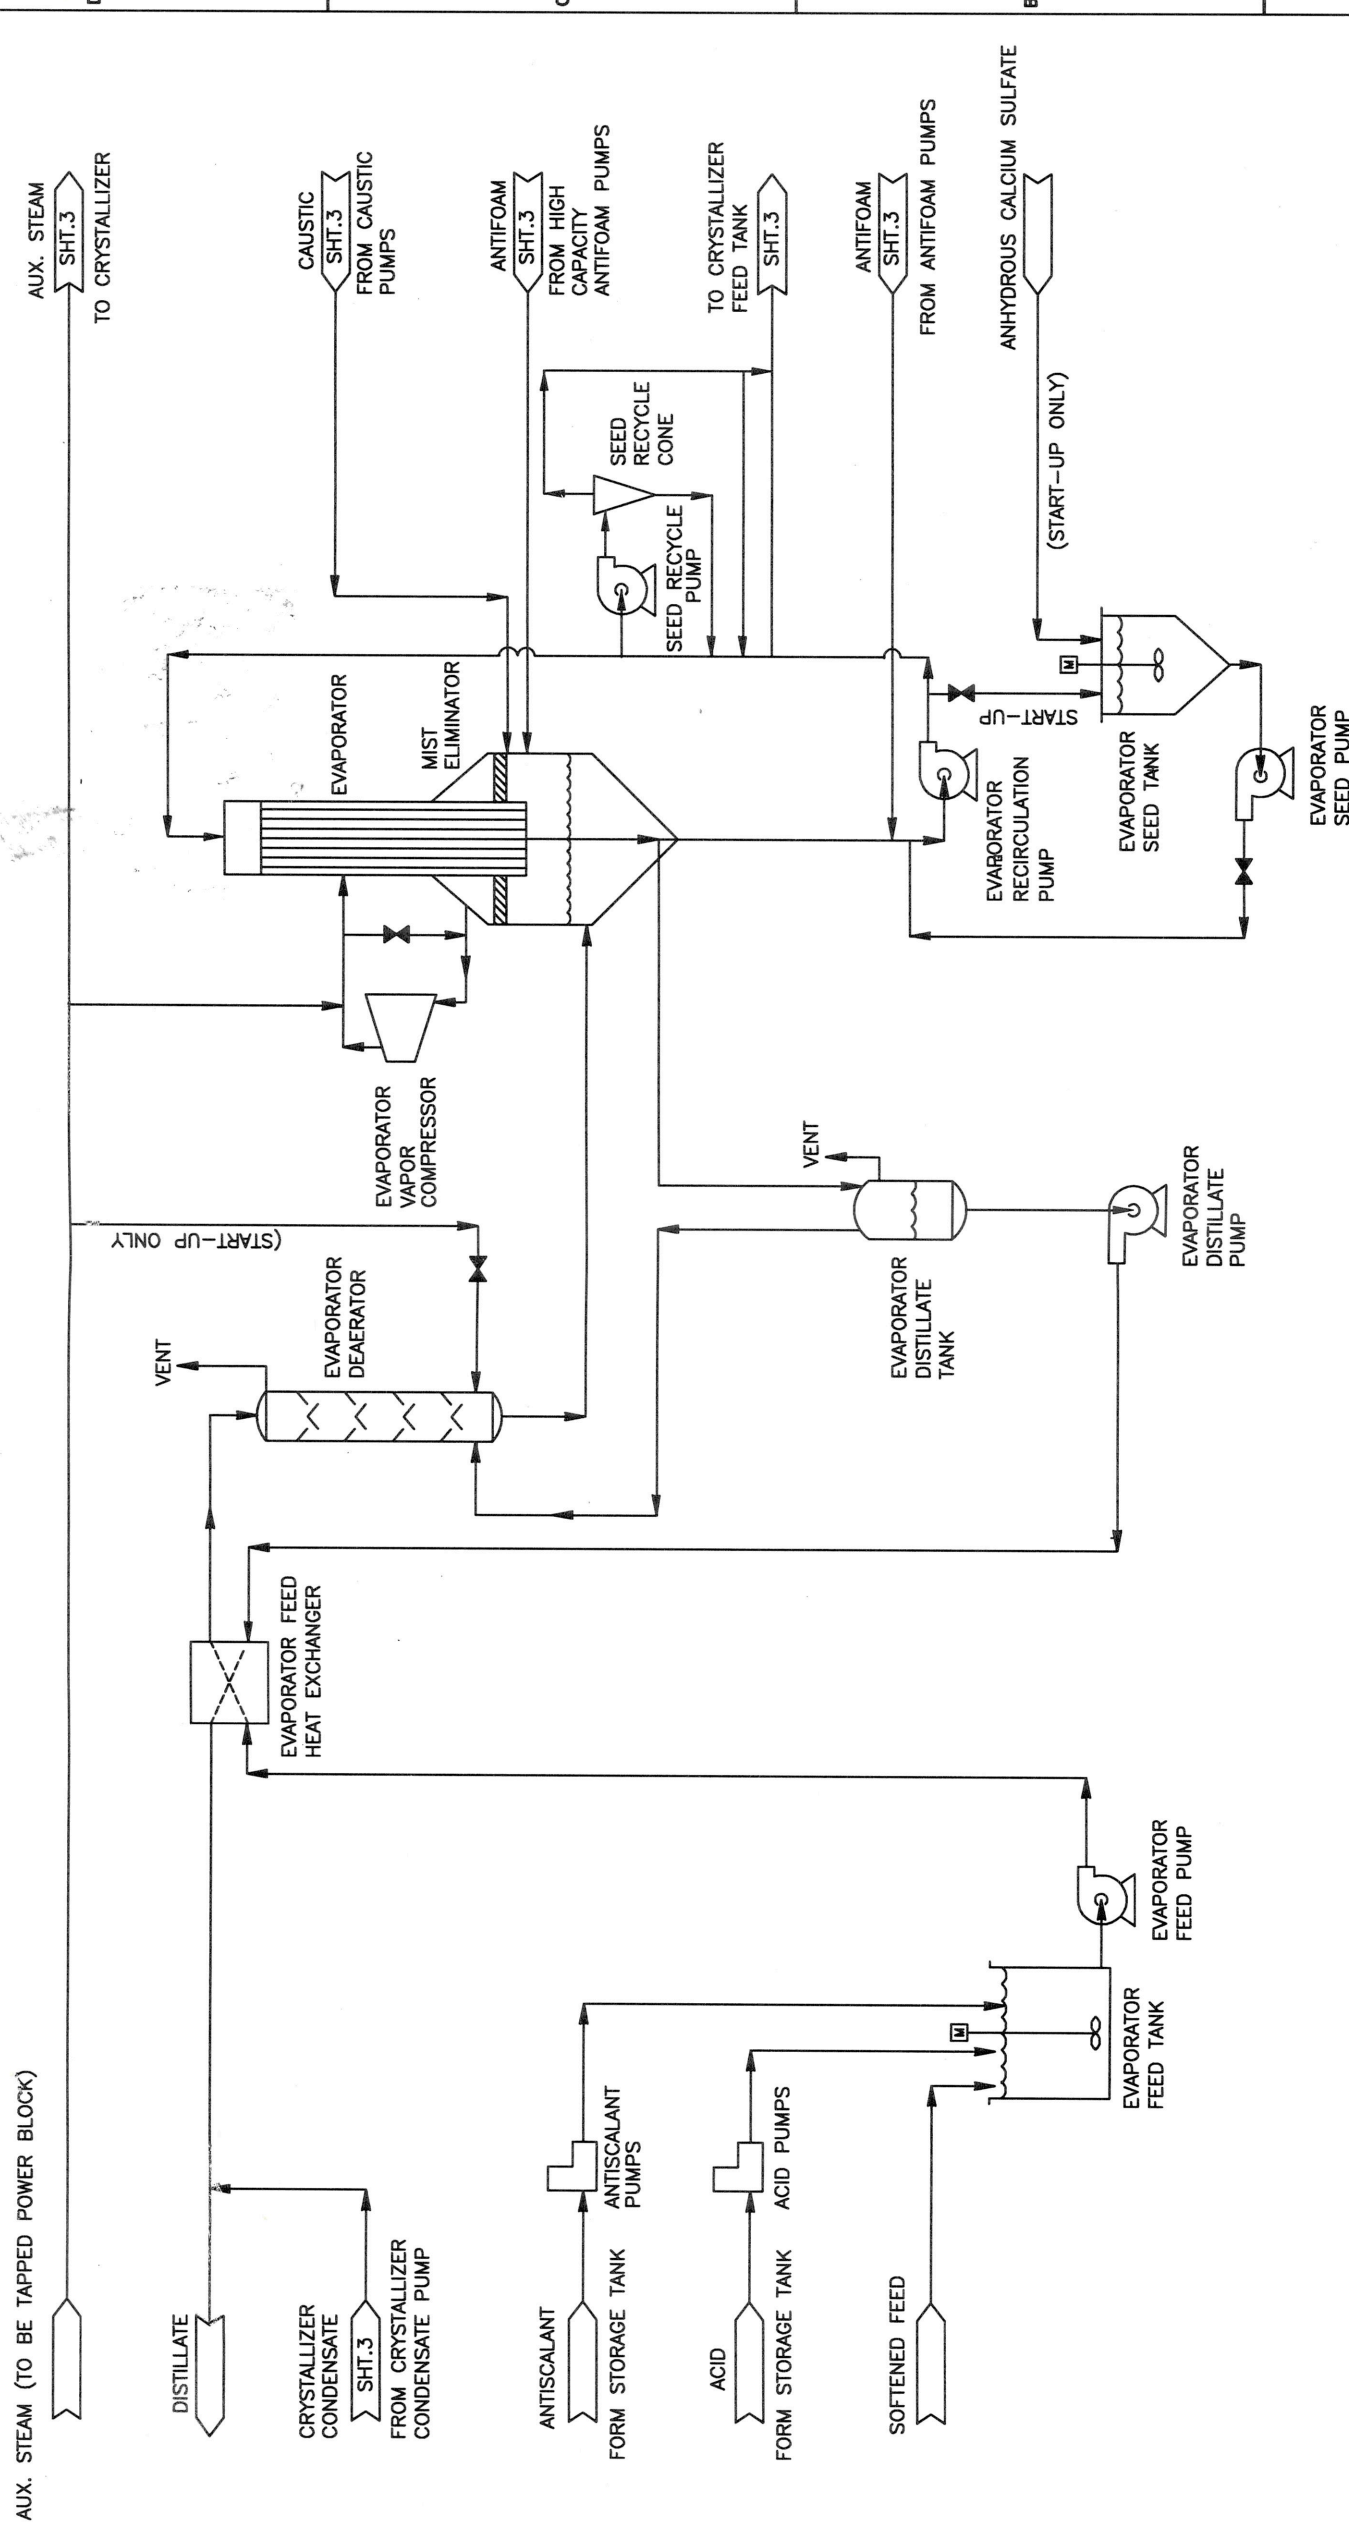 AUX. STEAM (TO BE TAPPED POWER BLOCK)
AUX. STEAM
SHT.3
TO CRYSTALLIZER
DISTILLATE
CRYSTALLIZER
CONDENSATE
SHT.3
FROM CRYSTALLIZER
CONDENSATE PUMP
ANTISCALANT
FORM STORAGE TANK
ANTISCALANT
PUMPS
ACID
FORM STORAGE TANK
ACID PUMPS
SOFTENED FEED
M
EVAPORATOR
FEED TANK
EVAPORATOR
FEED PUMP
EVAPORATOR FEED
HEAT EXCHANGER
VENT
EVAPORATOR
DEAERATOR
(START-UP ONLY)
EVAPORATOR
VAPOR
COMPRESSOR
VENT
EVAPORATOR
DISTILLATE
TANK
EVAPORATOR
DISTILLATE
PUMP
EVAPORATOR
MIST
ELIMINATOR
CAUSTIC
SHT.3
FROM CAUSTIC
PUMPS
ANTIFOAM
SHT.3
FROM HIGH
CAPACITY
ANTIFOAM PUMPS
SEED
RECYCLE
CONE
SEED RECYCLE
PUMP
TO CRYSTALLIZER
FEED TANK
SHT.3
ANTIFOAM
SHT.3
FROM ANTIFOAM PUMPS
EVAPORATOR
RECIRCULATION
PUMP
START-UP
ANHYDROUS CALCIUM SULFATE
(START-UP ONLY)
M
EVAPORATOR
SEED TANK
EVAPORATOR
SEED PUMP